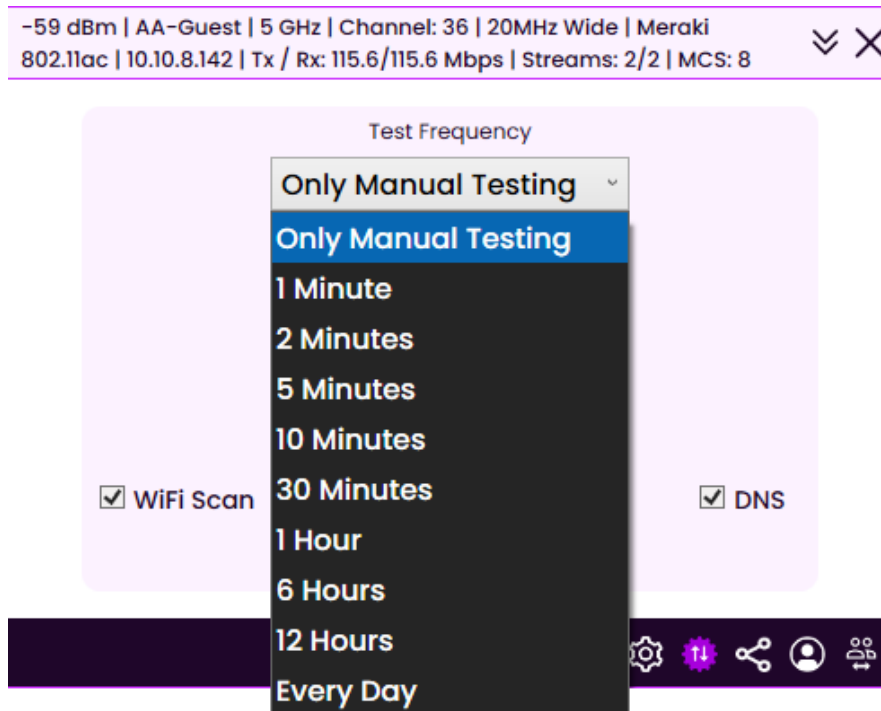 -59 dBm | AA-Guest | 5 GHz | Channel: 36 | 20MHz Wide | Meraki
802.11ac | 10.10.8.142 | Tx / Rx: 115.6/115.6 Mbps | Streams: 2/2 | MCS: 8
Test Frequency
Only Manual Testing
Only Manual Testing
1 Minute
2 Minutes
5 Minutes
10 Minutes
30 Minutes
1 Hour
6 Hours
12 Hours
Every Day
WiFi Scan
DNS